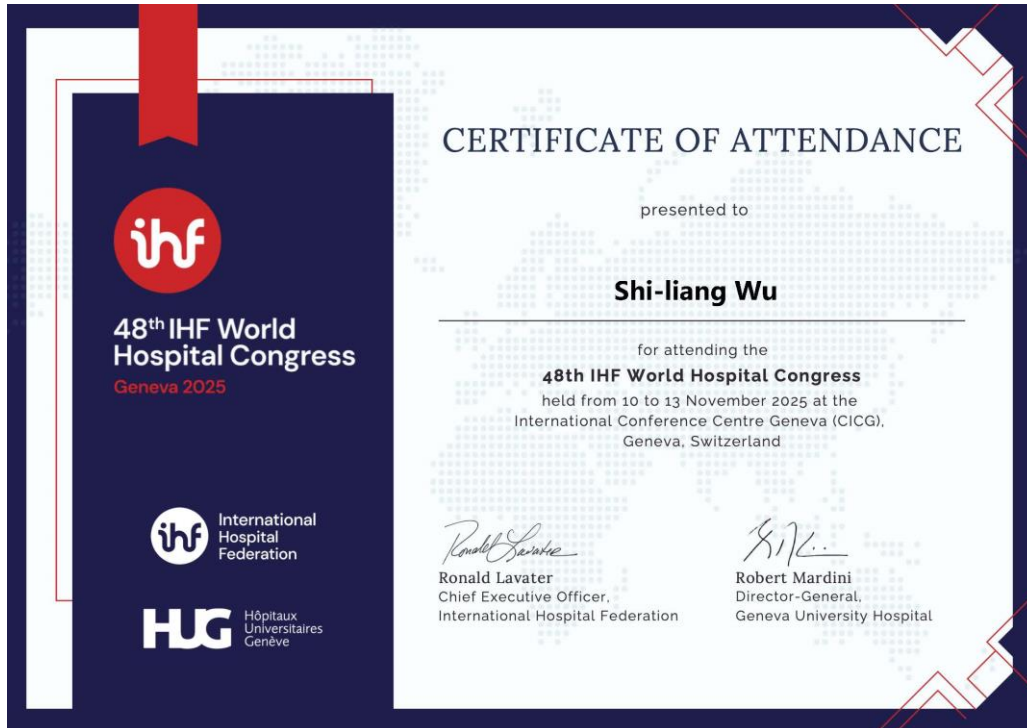 ihf
48th IHF World
Hospital Congress
Geneva 2025
ihf
International
Hospital
Federation
HUG
Hôpitaux
Universitaires
Genève
CERTIFICATE OF ATTENDANCE
presented to
Shi-liang Wu
for attending the
48th IHF World Hospital Congress
held from 10 to 13 November 2025 at the
International Conference Centre Geneva (CICG),
Geneva, Switzerland
Ronald Lavater
Ronald Lavater
Chief Executive Officer,
International Hospital Federation
Robert Mardini
Director-General,
Geneva University Hospital